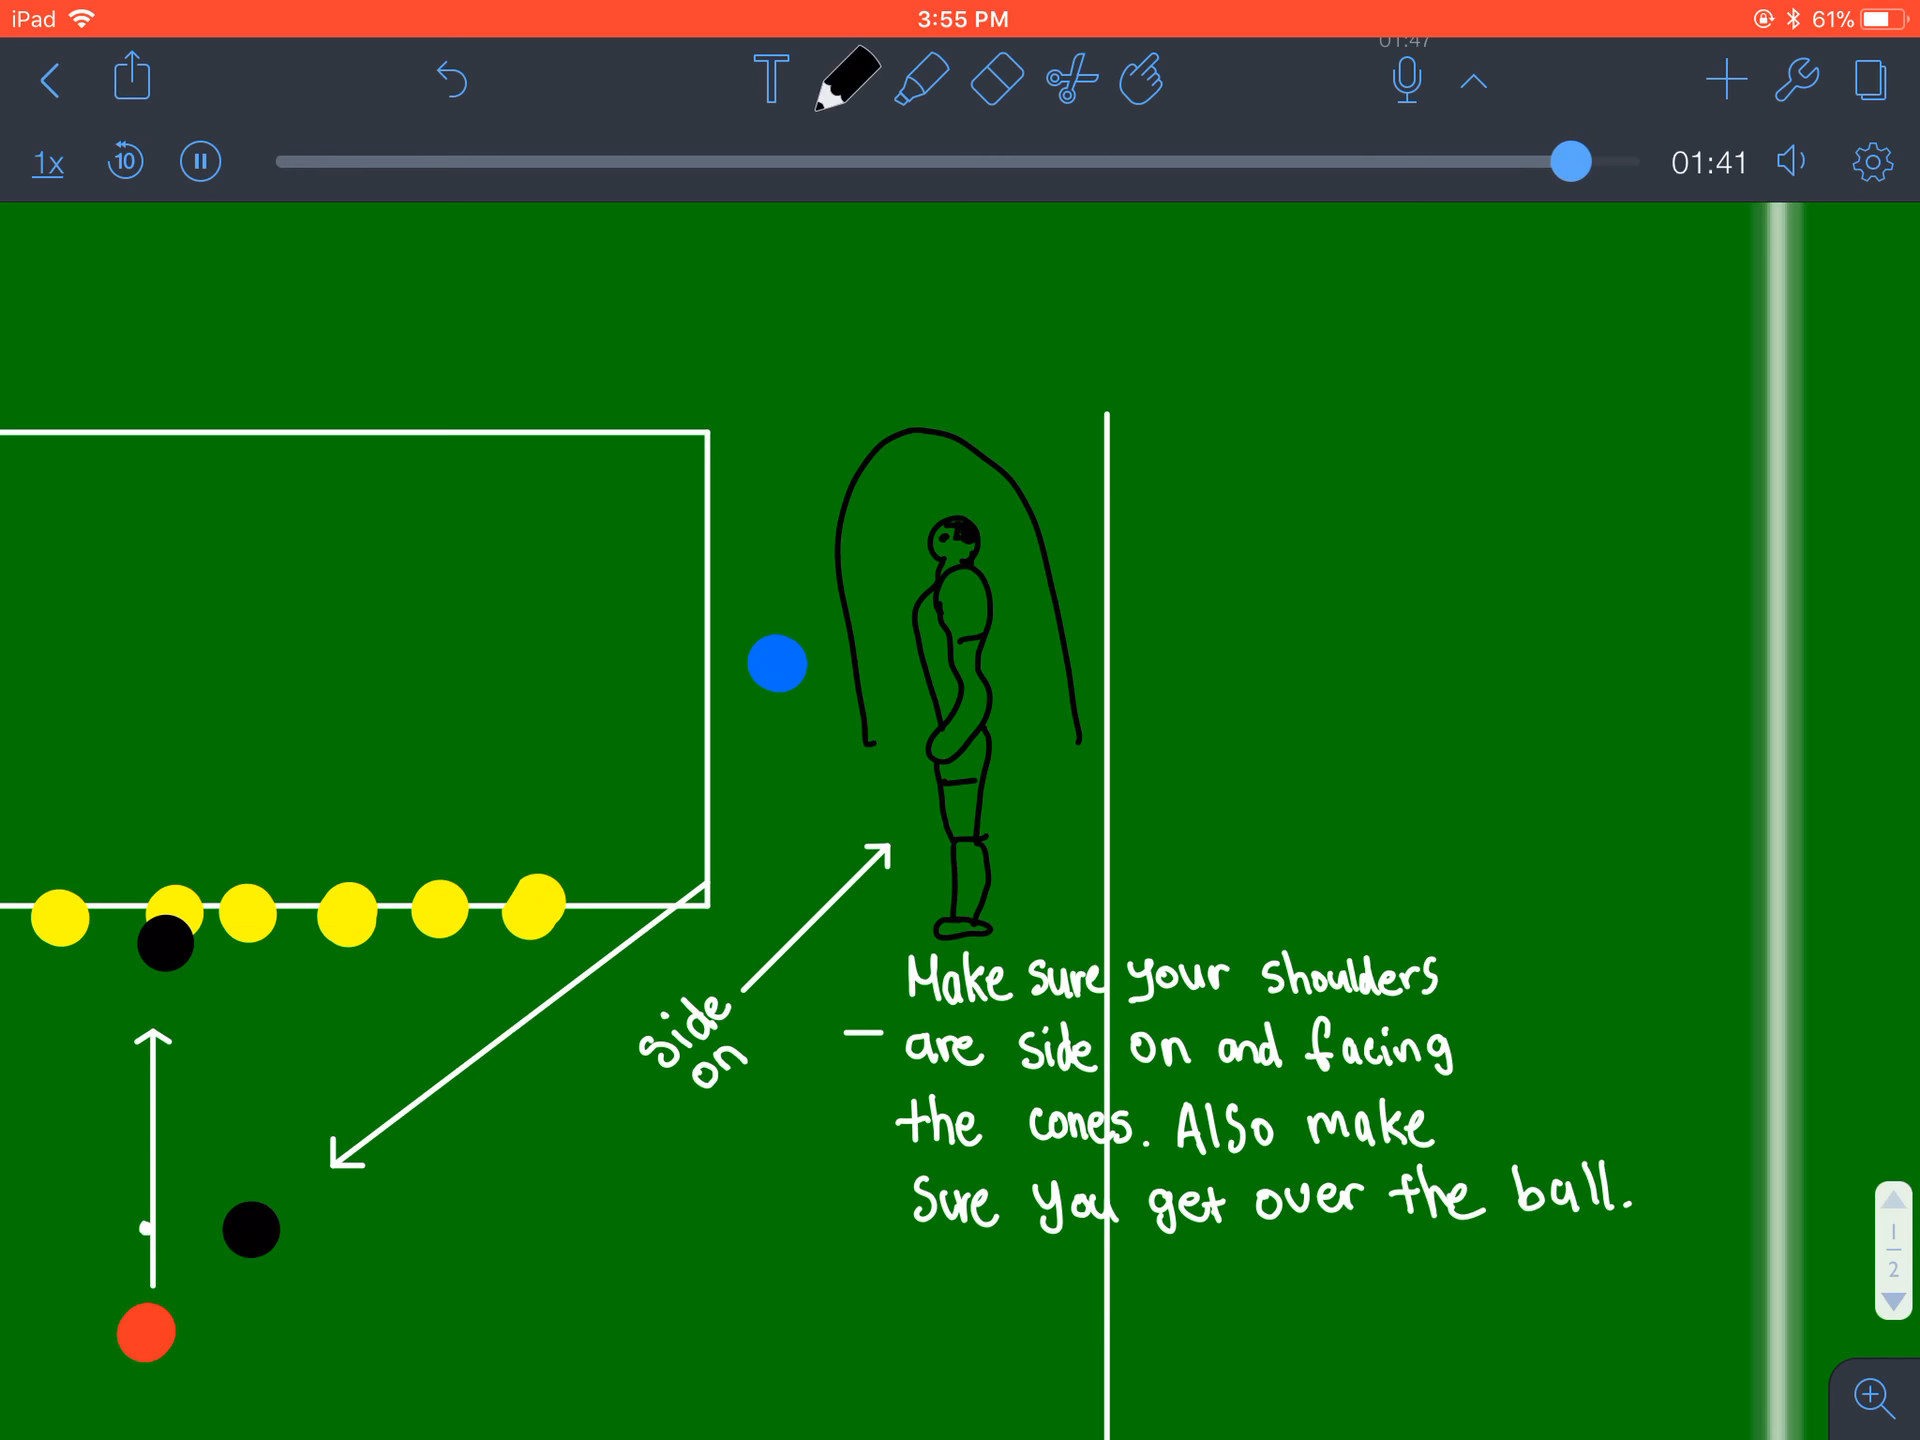 iPad 3:55 PM 61%
01:47
T
1x 10 01:41
Side
on
Make sure your shoulders
- are side on and facing
the cones. Also make
Sure you get over the ball.
1
2